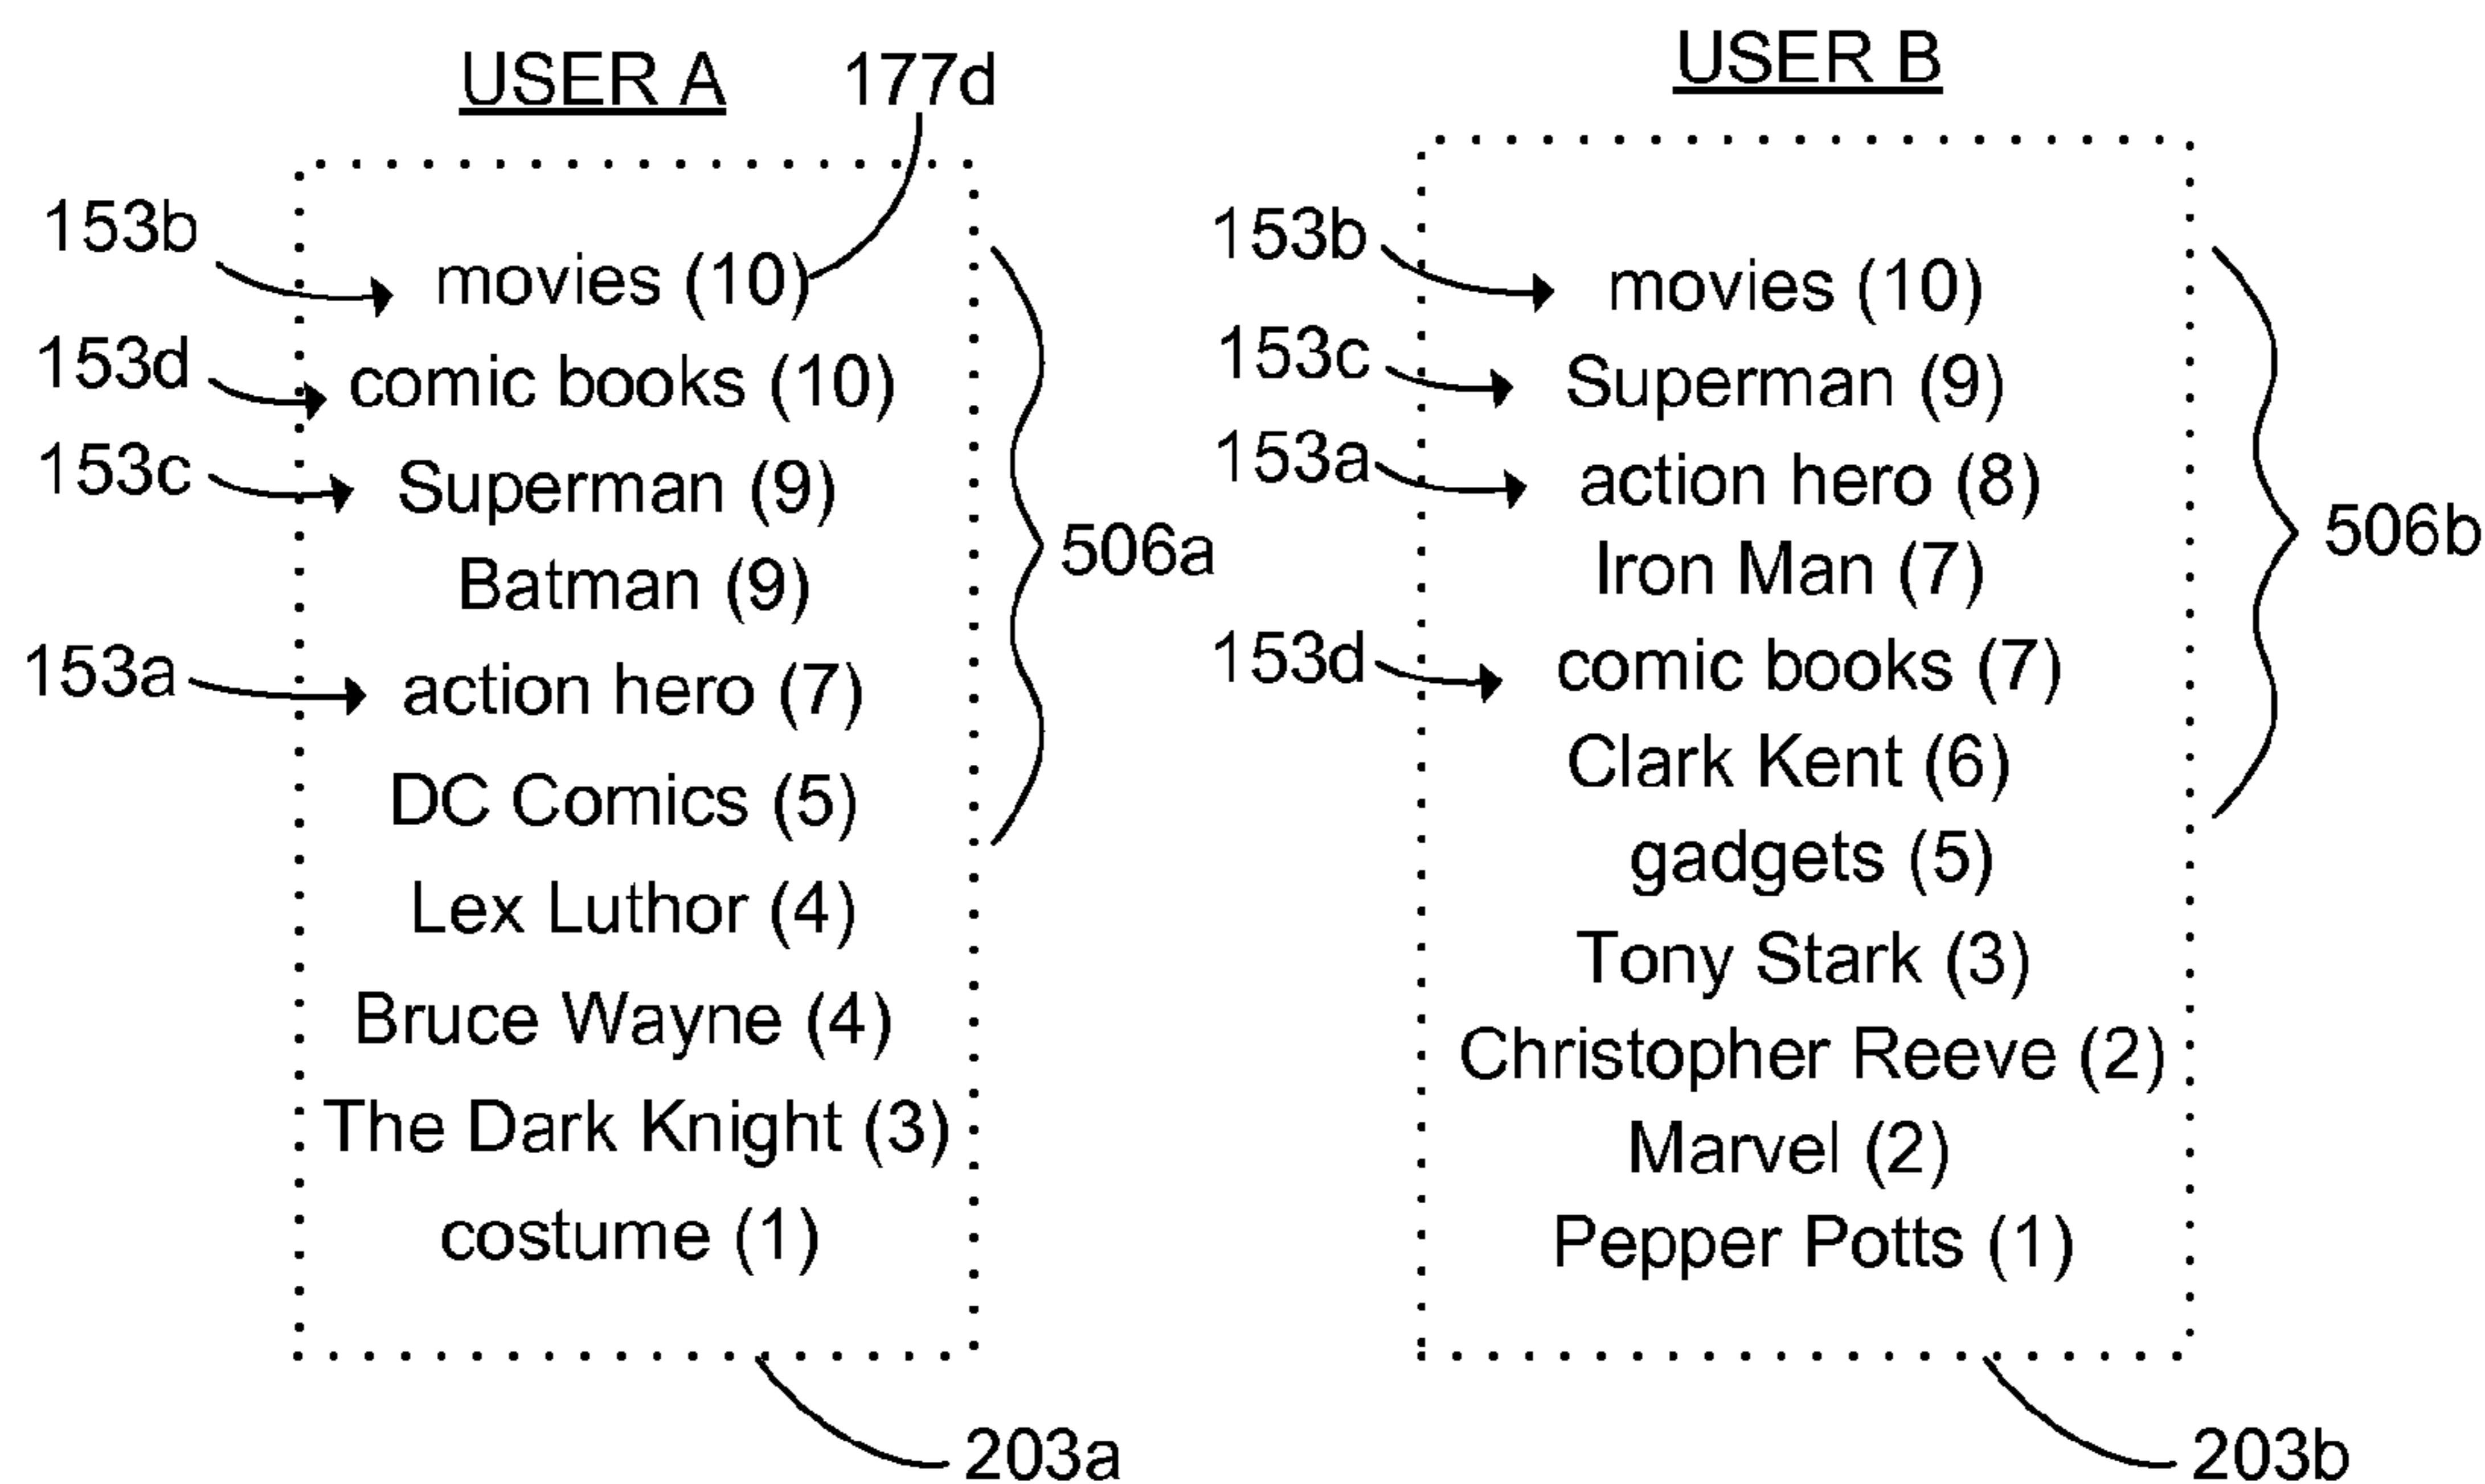 USER A
177d
153b
movies (10)
153d
comic books (10)
153c
Superman (9)
Batman (9)
506a
153a
action hero (7)
DC Comics (5)
Lex Luthor (4)
Bruce Wayne (4)
The Dark Knight (3)
costume (1)
203a
USER B
153b
movies (10)
153c
Superman (9)
153a
action hero (8)
Iron Man (7)
506b
153d
comic books (7)
Clark Kent (6)
gadgets (5)
Tony Stark (3)
Christopher Reeve (2)
Marvel (2)
Pepper Potts (1)
203b